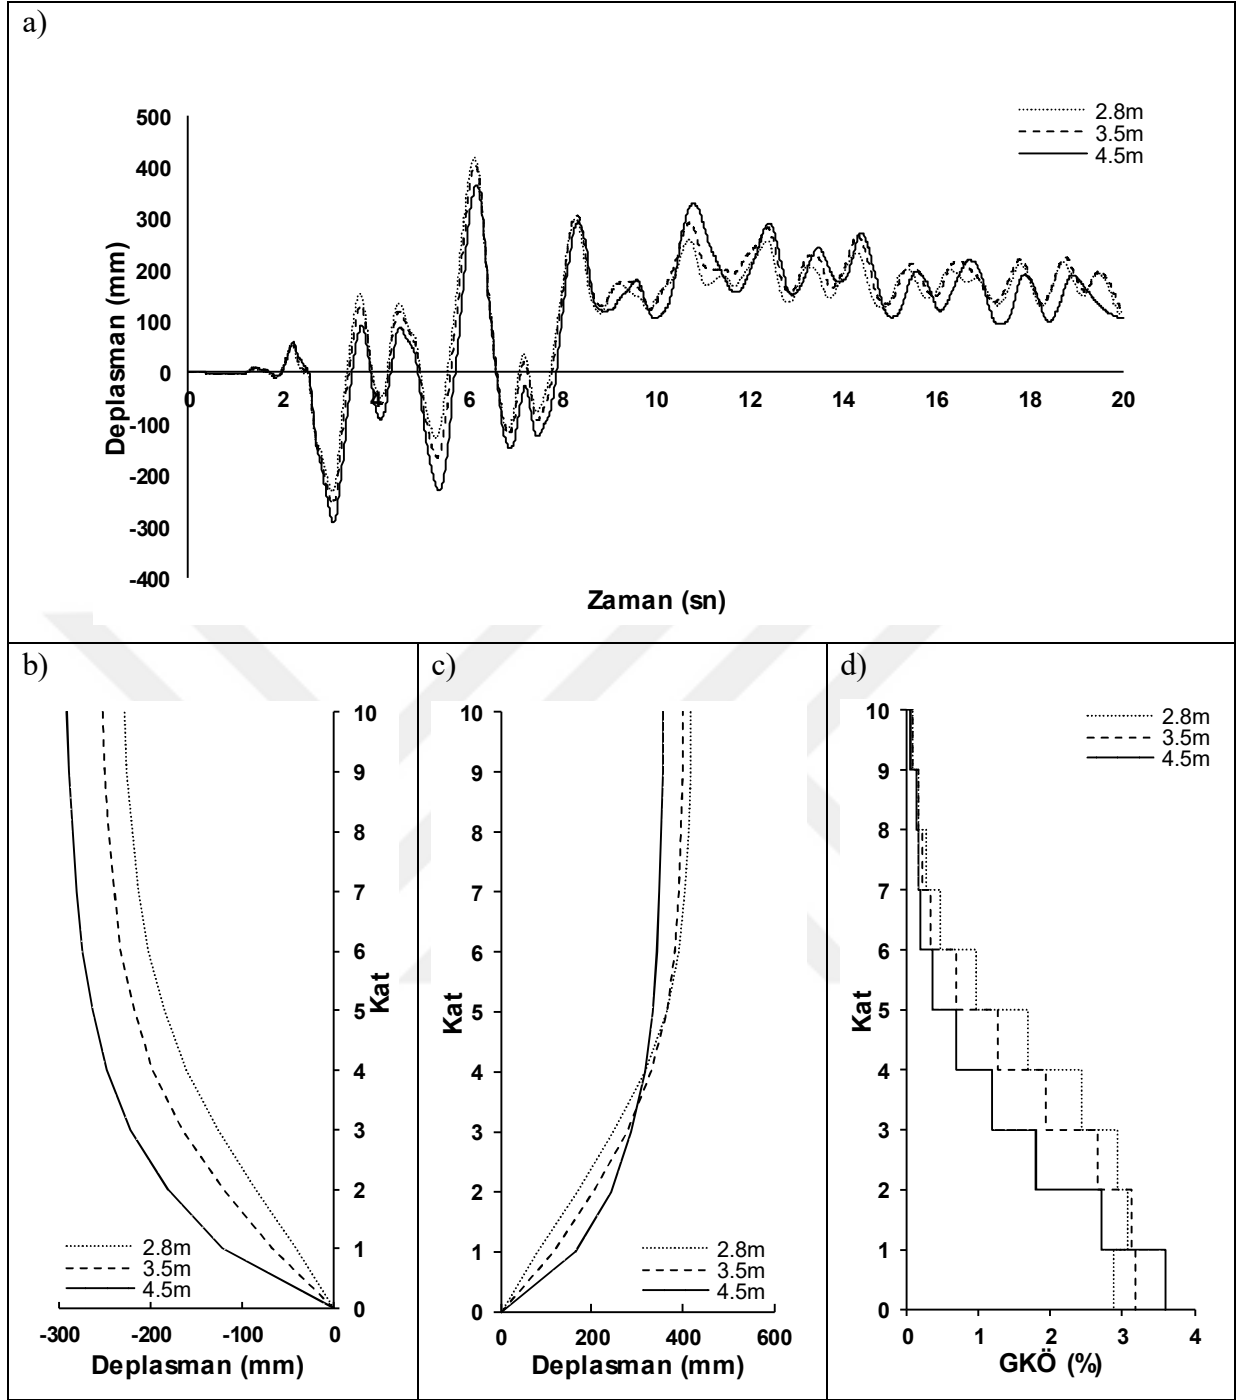 a)
500
400
300
200
100
0
-100
-200
-300
-400
Deplasman (mm)
0 2 4 6 8 10 12 14 16 18 20
Zaman (sn)
2.8m
3.5m
4.5m
b)
10
9
8
7
6
5
4
3
2
1
0
Kat
2.8m
3.5m
4.5m
-300 -200 -100 0
Deplasman (mm)
c)
10
9
8
7
6
5
4
3
2
1
0
Kat
2.8m
3.5m
4.5m
0 200 400 600
Deplasman (mm)
d)
10
9
8
7
6
5
4
3
2
1
0
Kat
2.8m
3.5m
4.5m
0 1 2 3 4
GKÖ (%)